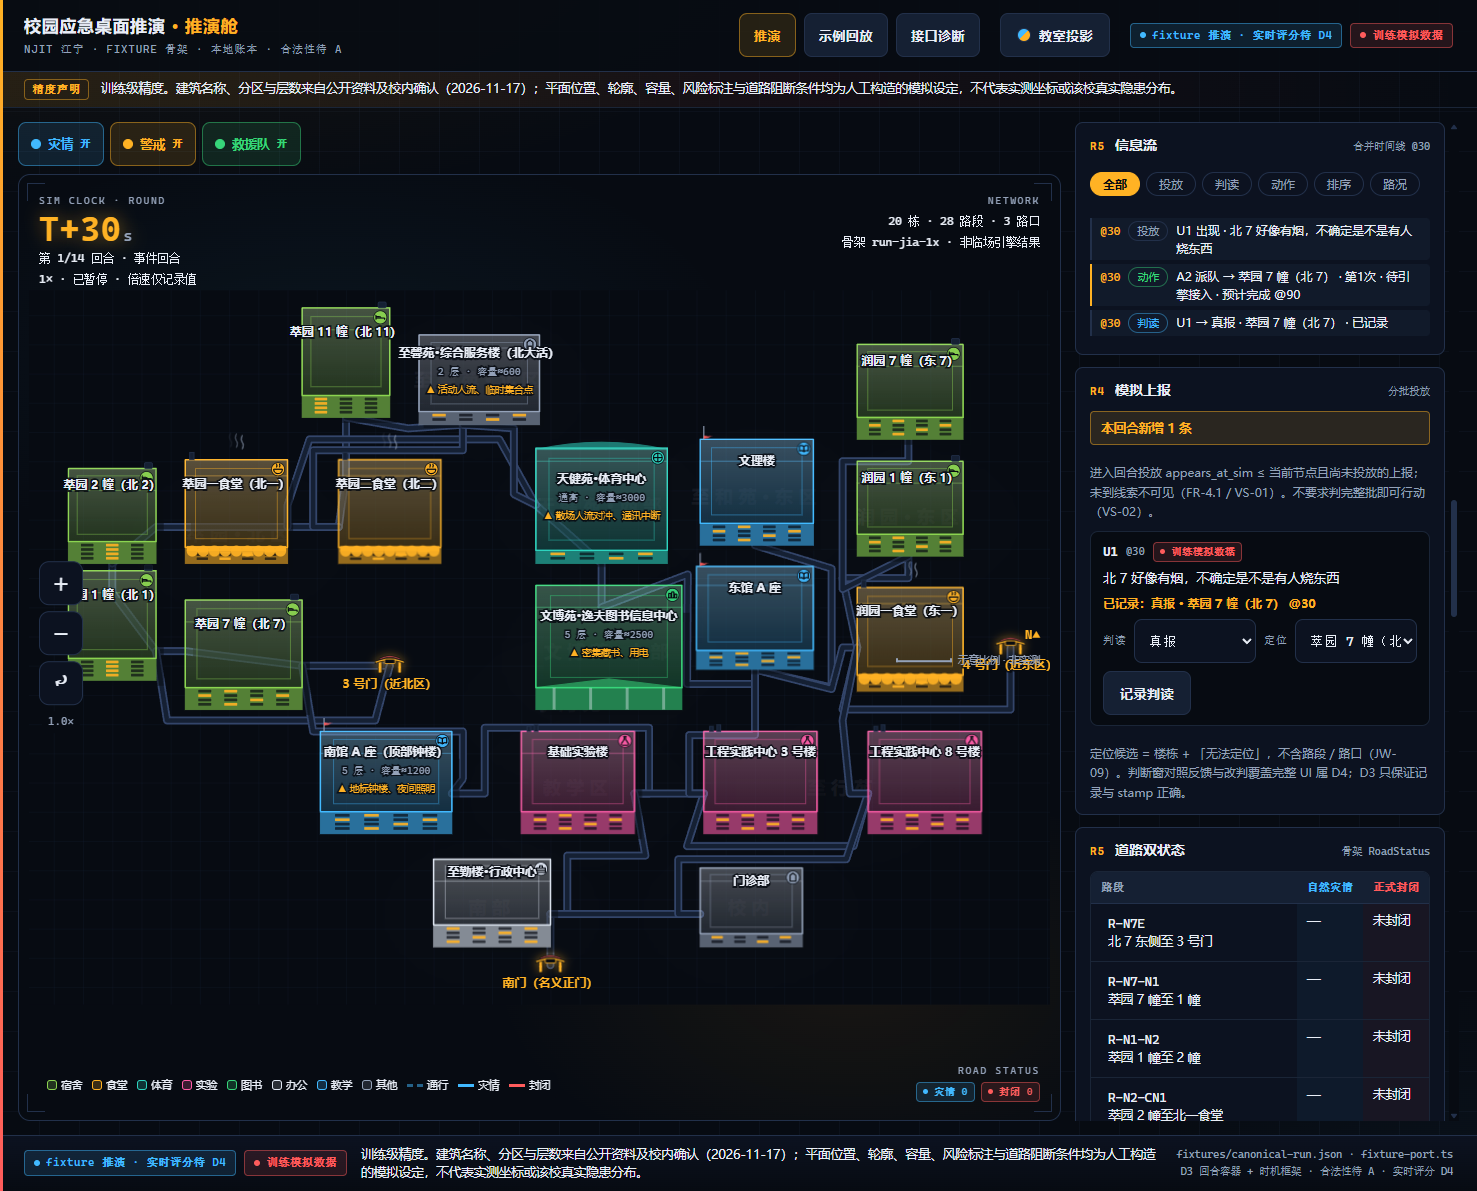 校园应急桌面推演 · 推演舱
NJIT 江宁 · FIXTURE 骨架 · 本地账本 · 合法性待 A
推演
示例回放
接口诊断
教室投影
fixture 推演 · 实时评分待 D4
训练模拟数据
精度声明
训练级精度。建筑名称、分区与层数来自公开资料及校内确认（2026-11-17）；平面位置、轮廓、容量、风险标注与道路阻断条件均为人工构造的模拟设定，不代表实测坐标或该校真实隐患分布。
灾情 开
警戒 开
救援队 开
SIM CLOCK · ROUND
T+30s
第 1/14 回合 · 事件回合
1× · 已暂停 · 倍速仅记录值
NETWORK
20 栋 · 28 路段 · 3 路口
骨架 run-jia-1x · 非临场引擎结果
萃园 11 幢（北 11）
至馨苑·综合服务楼（北大活）
2 层 · 容量≈600
▲ 活动人流、临时集合点
润园 7 幢（东 7）
文理楼
天健苑·体育中心
通高 · 容量≈3000
▲ 散场人流对冲、通讯中断
润园 1 幢（东 1）
萃园 2 幢（北 2）
萃园一食堂（北一）
萃园二食堂（北二）
1 幢（北 1）
萃园 7 幢（北 7）
文博苑·逸夫图书信息中心
5 层 · 容量≈2500
▲ 密集藏书、用电
东馆 A 座
润园一食堂（东一）
N▲
4 号门（近东区）
3 号门（近北区）
+
−
1.0×
南馆 A 座（顶部钟楼）
5 层 · 容量≈1200
▲ 地标钟楼、夜间照明
基础实验楼
工程实践中心 3 号楼
工程实践中心 8 号楼
至勤楼·行政中心
门诊部
南门（名义正门）
宿舍
食堂
体育
实验
图书
办公
教学
其他
通行
灾情
封闭
ROAD STATUS
灾情 0
封闭 0
R5 信息流
合并时间线 @30
全部
投放
判读
动作
排序
路况
@30 投放 U1 出现 · 北 7 好像有烟，不确定是不是有人
烧东西
@30 动作 A2 派队 → 萃园 7 幢（北 7） · 第1次 · 待引
擎接入 · 预计完成 @90
@30 判读 U1 → 真报 · 萃园 7 幢（北 7） · 已记录
R4 模拟上报
分批投放
本回合新增 1 条
进入回合投放 appears_at_sim ≤ 当前节点且尚未投放的上报；
未到线索不可见（FR-4.1 / VS-01）。不要求判完整批即可行动
（VS-02）。
U1 @30 训练模拟数据
北 7 好像有烟，不确定是不是有人烧东西
已记录：真报 · 萃园 7 幢（北 7） @30
判读 真报
定位 萃园 7 幢（北
记录判读
定位候选 = 楼栋 + 「无法定位」，不含路段 / 路口（JW-
09）。判断窗对照反馈与改判覆盖完整 UI 属 D4；D3 只保证记
录与 stamp 正确。
R5 道路双状态
骨架 RoadStatus
路段 自然灾情 正式封闭
R-N7E — 未封闭
北 7 东侧至 3 号门
R-N7-N1 — 未封闭
萃园 7 幢至 1 幢
R-N1-N2 — 未封闭
萃园 1 幢至 2 幢
R-N2-CN1 — 未封闭
萃园 2 幢至北一食堂
fixture 推演 · 实时评分待 D4
训练模拟数据
训练级精度。建筑名称、分区与层数来自公开资料及校内确认（2026-11-17）；平面位置、轮廓、容量、风险标注与道路阻断条件均为人工构造
的模拟设定，不代表实测坐标或该校真实隐患分布。
fixtures/canonical-run.json · fixture-port.ts
D3 回合容器 + 时机框架 · 合法性待 A · 实时评分 D4